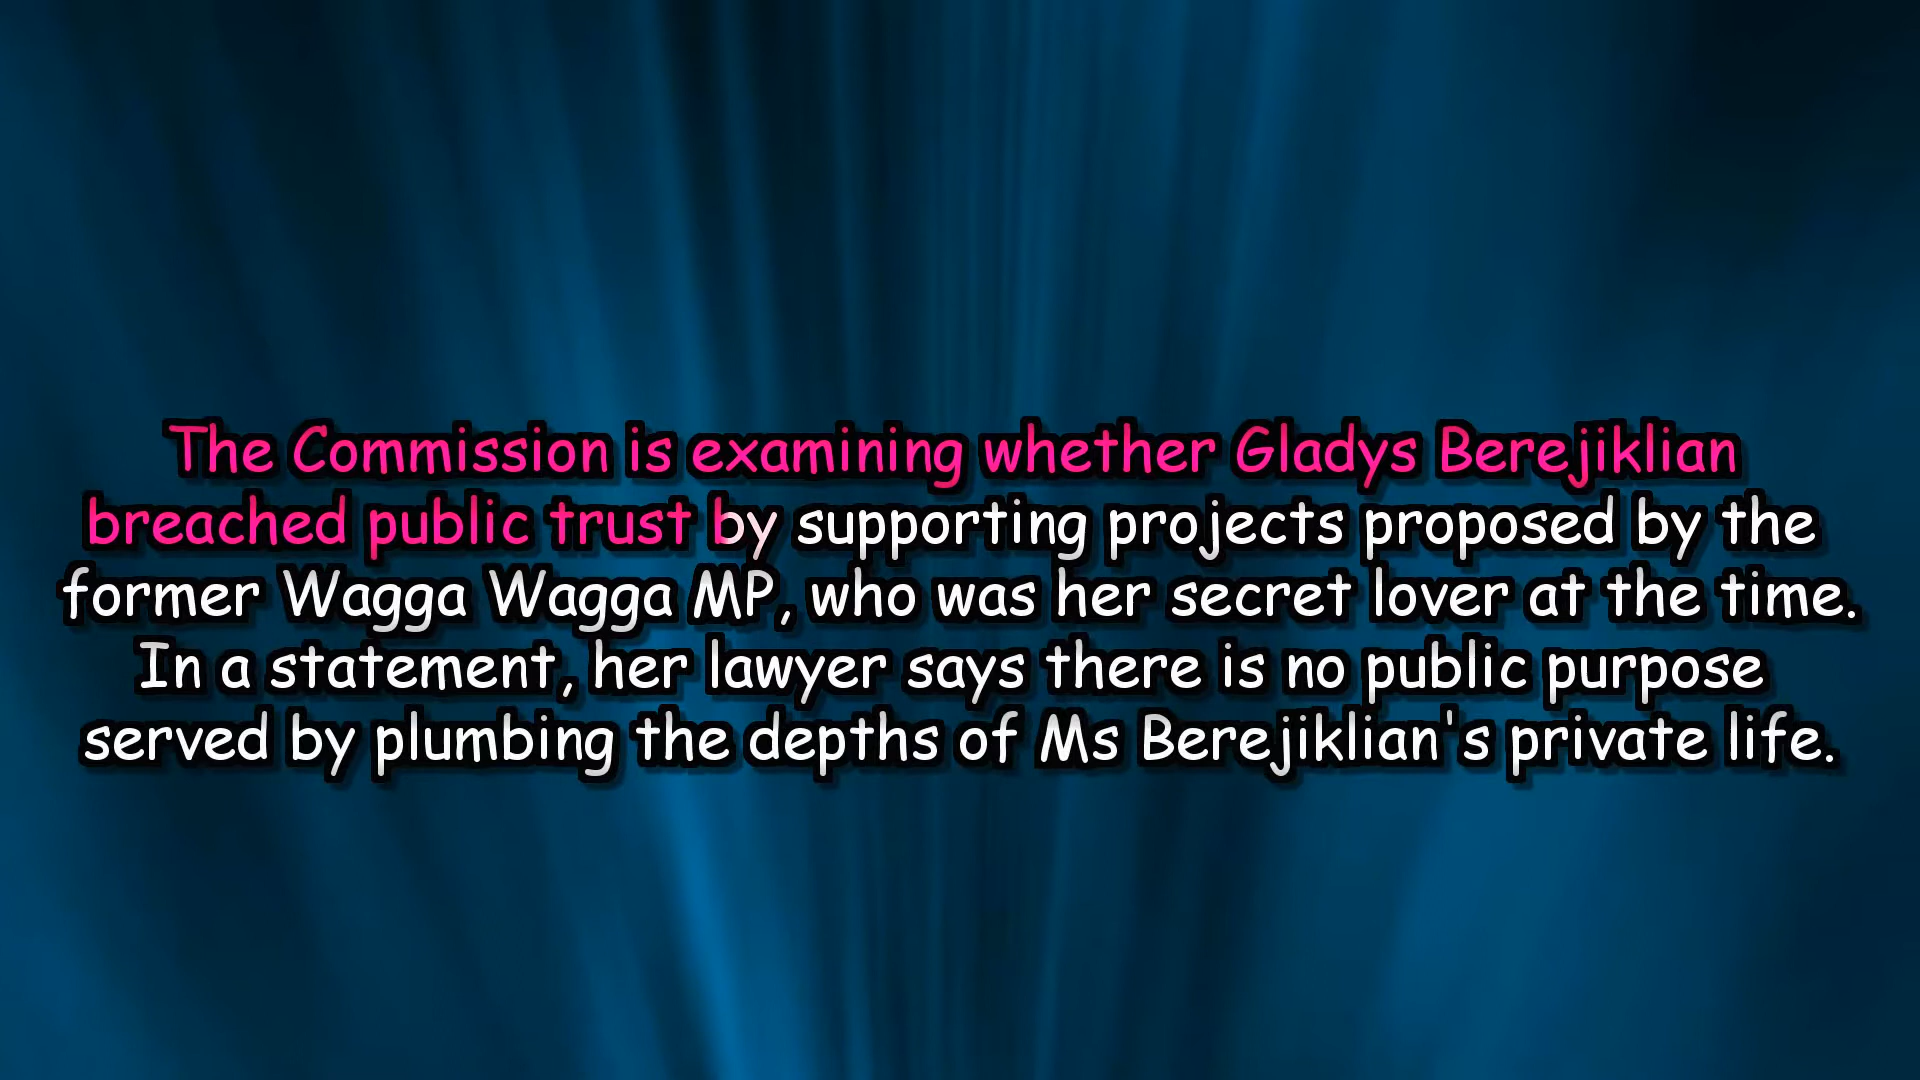 The Commission is examining whether Gladys Berejiklian
breached public trust by supporting projects proposed by the
former Wagga Wagga MP, who was her secret lover at the time.
In a statement, her lawyer says there is no public purpose
served by plumbing the depths of Ms Berejiklian's private life.